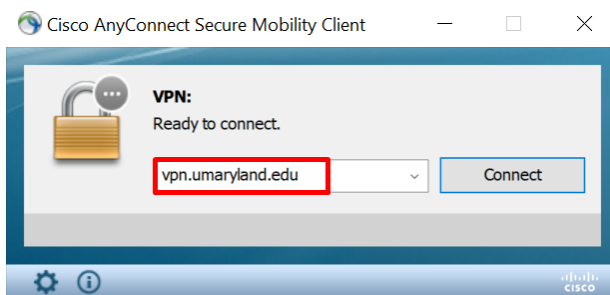 Cisco AnyConnect Secure Mobility Client
VPN:
Ready to connect.
vpn.umaryland.edu
Connect
cisco